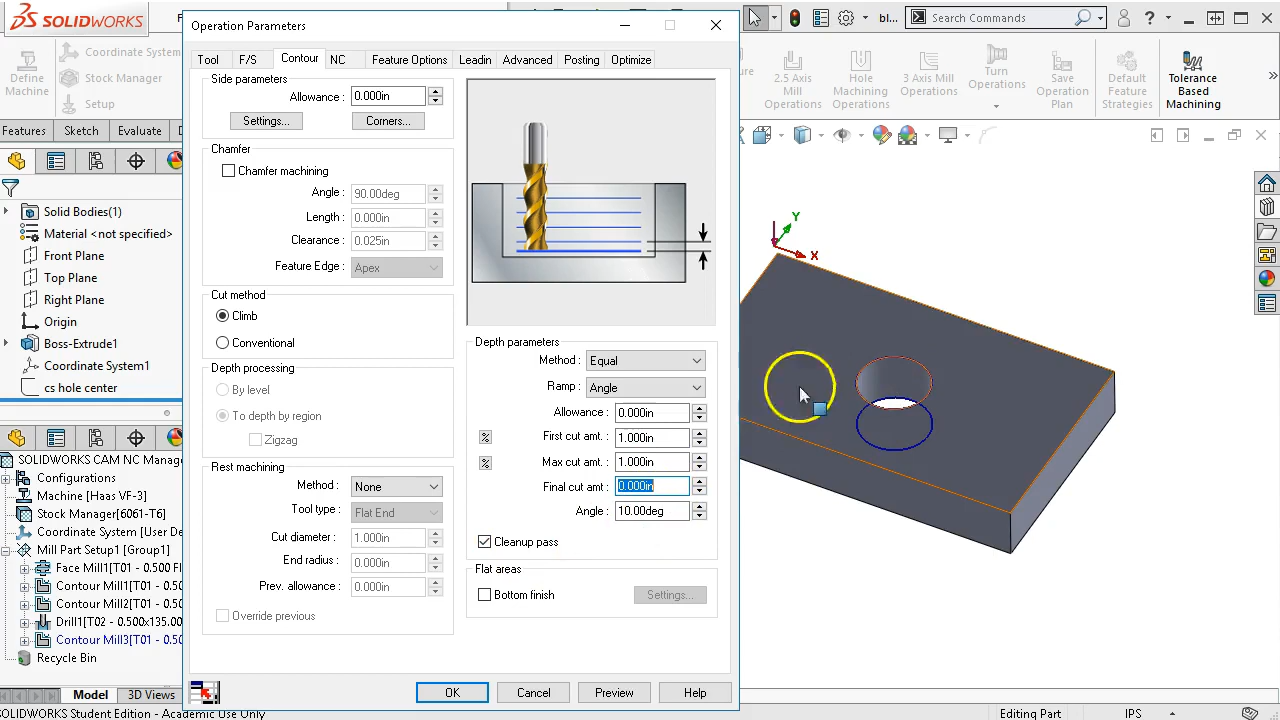 SOLIDWORKS
Operation Parameters
bl...
Search Commands
Define
Machine
Coordinate System
Stock Manager
Setup
2.5 Axis
Mill
Operations
Hole
Machining
Operations
3 Axis Mill
Operations
Turn
Operations
Save
Operation
Plan
Default
Feature
Strategies
Tolerance
Based
Machining
Features
Sketch
Evaluate
Tool
F/S
Contour
NC
Feature Options
Leadin
Advanced
Posting
Optimize
Side parameters
Allowance :
0.000in
Settings...
Corners...
Chamfer
Chamfer machining
Angle :
90.00deg
Length :
0.000in
Clearance :
0.025in
Feature Edge :
Apex
Cut method
Climb
Conventional
Depth processing
By level
To depth by region
Zigzag
Rest machining
Method :
None
Tool type :
Flat End
Cut diameter :
1.000in
End radius :
0.000in
Prev. allowance :
0.000in
Override previous
Depth parameters
Method :
Equal
Ramp :
Angle
Allowance :
0.000in
%
First cut amt. :
1.000in
%
Max cut amt. :
1.000in
Final cut amt :
0.000in
Angle :
10.00deg
Cleanup pass
Flat areas
Bottom finish
Settings...
OK
Cancel
Preview
Help
Solid Bodies(1)
Material <not specified>
Front Plane
Top Plane
Right Plane
Origin
Boss-Extrude1
Coordinate System1
cs hole center
SOLIDWORKS CAM NC Manag
Configurations
Machine [Haas VF-3]
Stock Manager[6061-T6]
Coordinate System [User De
Mill Part Setup1 [Group1]
Face Mill1[T01 - 0.500 Fl
Contour Mill1[T01 - 0.5
Contour Mill2[T01 - 0.5
Drill1[T02 - 0.500x135.00
Contour Mill3[T01 - 0.5
Recycle Bin
Y
X
Model
3D Views
SOLIDWORKS Student Edition - Academic Use Only
Editing Part
IPS